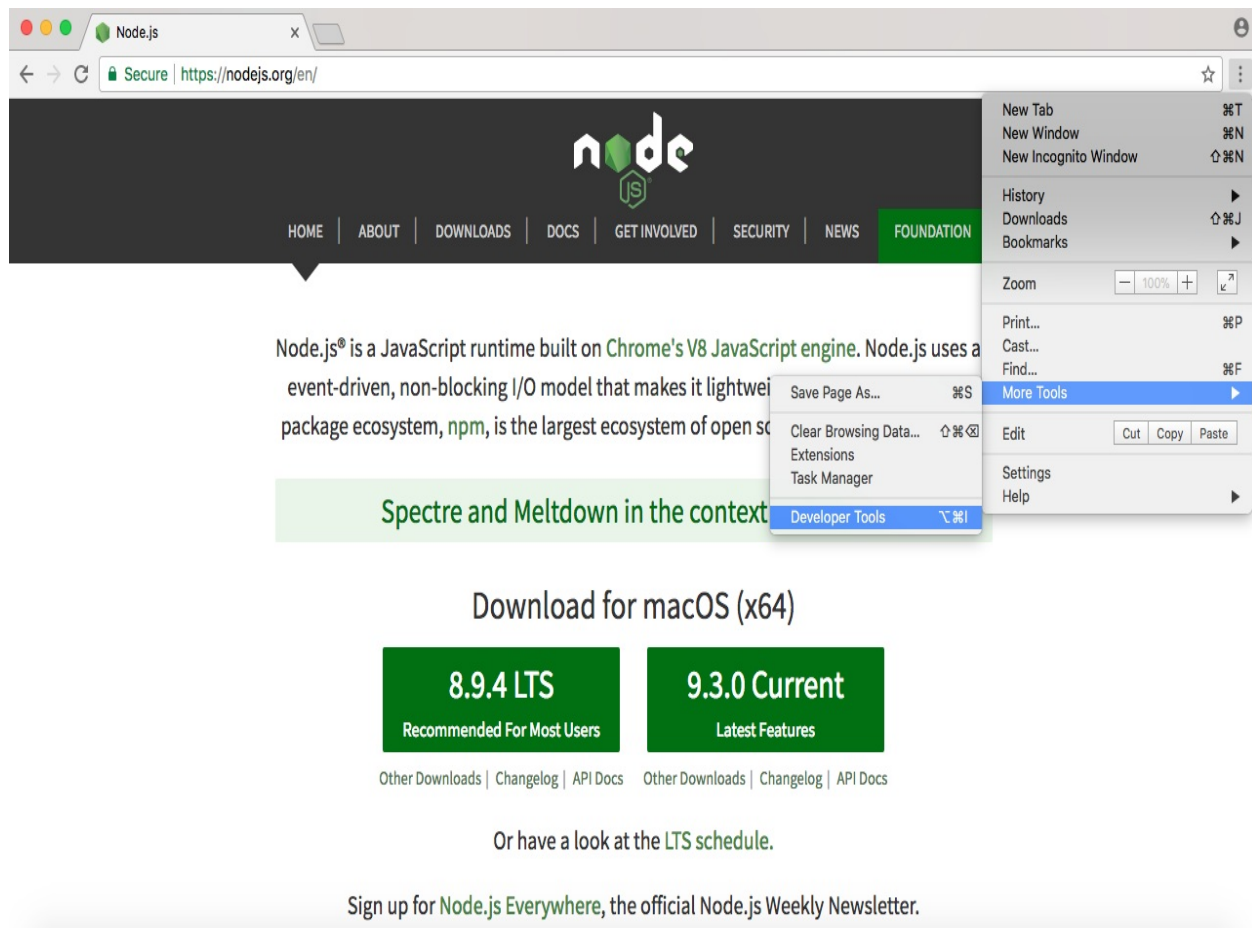 Node.js
Secure | https://nodejs.org/en/
node
JS
HOME | ABOUT | DOWNLOADS | DOCS | GET INVOLVED | SECURITY | NEWS FOUNDATION
Node.js® is a JavaScript runtime built on Chrome's V8 JavaScript engine. Node.js uses a
event-driven, non-blocking I/O model that makes it
package ecosystem, npm, is the largest ecosystem of open
Spectre and Meltdown in the context
Download for macOS (x64)
8.9.4 LTS
Recommended For Most Users
9.3.0 Current
Latest Features
Other Downloads | Changelog | API Docs
Other Downloads | Changelog | API Docs
Or have a look at the LTS schedule.
Sign up for Node.js Everywhere, the official Node.js Weekly Newsletter.
New Tab ⌘T
New Window ⌘N
New Incognito Window ⇧⌘N
History
Downloads ⇧⌘J
Bookmarks
Zoom − 100% +
Print... ⌘P
Cast...
Find... ⌘F
More Tools
Edit Cut Copy Paste
Settings
Help
Save Page As... ⌘S
Clear Browsing Data... ⇧⌘⌫
Extensions
Task Manager
Developer Tools ⌥⌘I